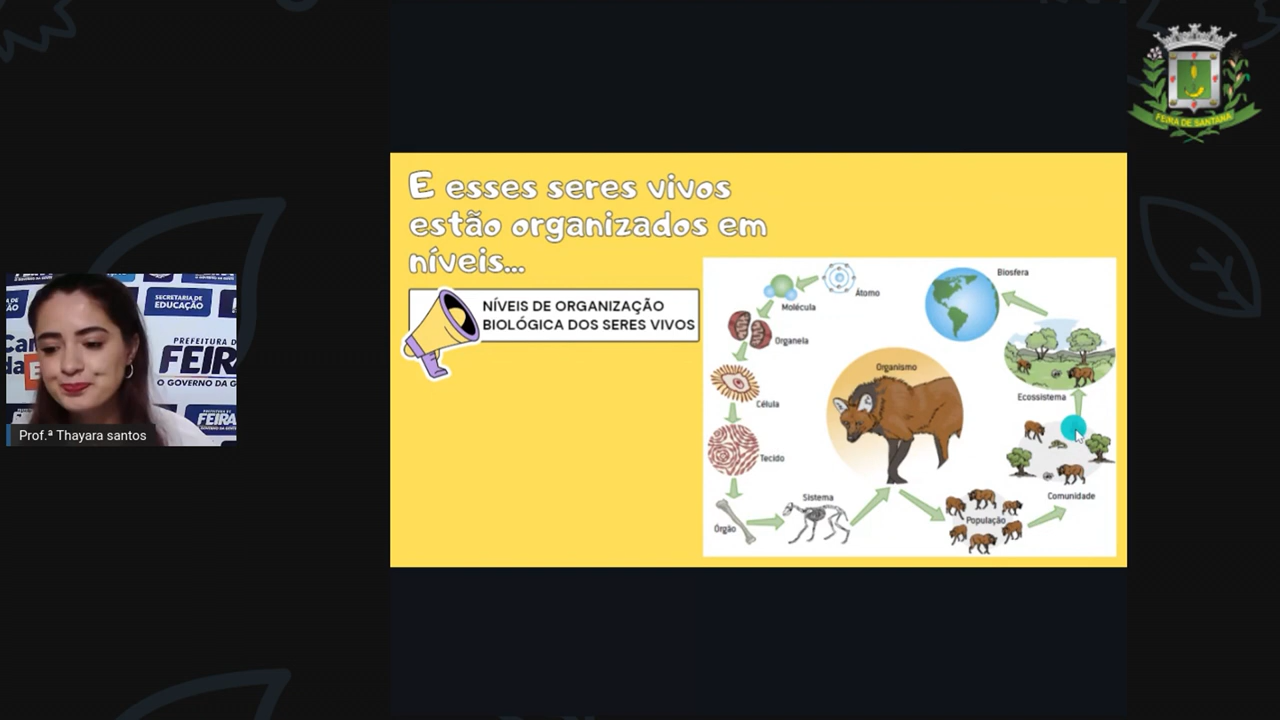 FEIRA DE SANTANA
E esses seres vivos
estão organizados em
níveis...
NÍVEIS DE ORGANIZAÇÃO
BIOLÓGICA DOS SERES VIVOS
Átomo
Molécula
Organela
Célula
Tecido
Órgão
Sistema
Organismo
População
Comunidade
Ecossistema
Biosfera
SECRETARIA DE
EDUCAÇÃO
PREFEITURA D
FEIR
O GOVERNO DA G
FEIRA
Prof.ª Thayara santos